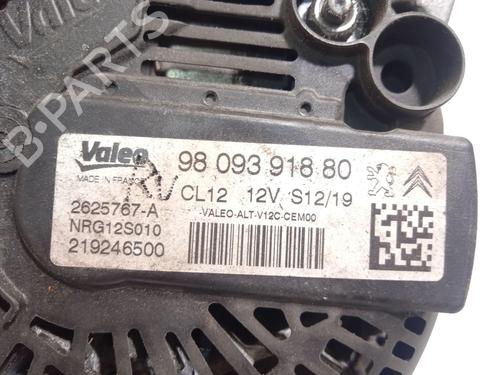 Valeo
B-PARTS
Valeo
98 093 918 80
MADE IN FRANCE
RV
CL12 12V S12/19
2625767-A
VALEO-ALT-V12C-CEM00
NRG12S010
219246500